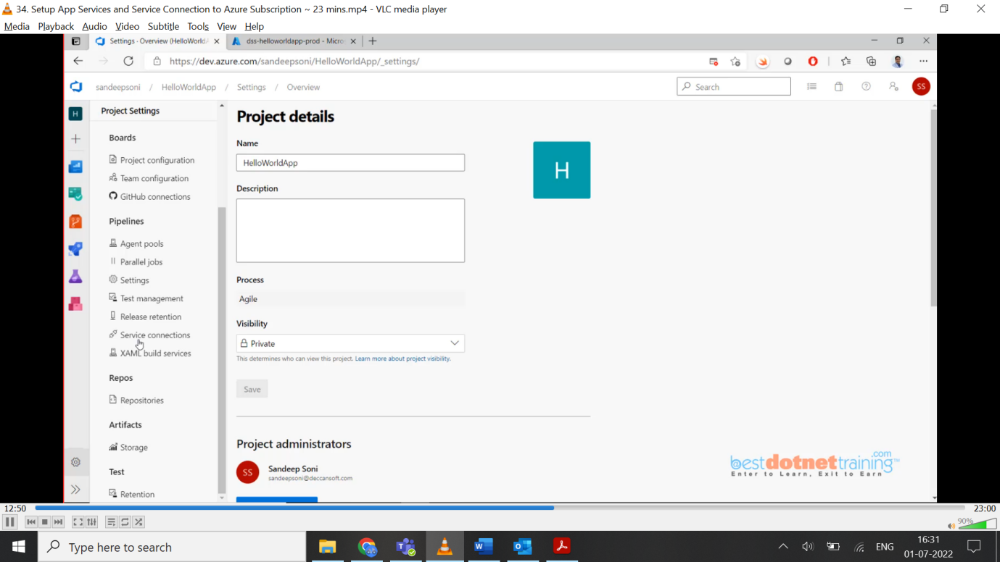 34. Setup App Services and Service Connection to Azure Subscription ~ 23 mins.mp4 - VLC media player
Media Playback Audio Video Subtitle Tools View Help
Settings - Overview (HelloWorldA
dss-helloworldapp-prod - Micro
https://dev.azure.com/sandeepsoni/HelloWorldApp/_settings/
sandeepsoni / HelloWorldApp / Settings / Overview
Search
SS
H
Project Settings
Boards
Project configuration
Team configuration
GitHub connections
Pipelines
Agent pools
Parallel jobs
Settings
Test management
Release retention
Service connections
XAML build services
Repos
Repositories
Artifacts
Storage
Test
Retention
Project details
Name
HelloWorldApp
H
Description
Process
Agile
Visibility
Private
This determines who can view this project. Learn more about project visibility.
Save
Project administrators
SS
Sandeep Soni
sandeepsoni@deccansoft.com
bestdotnettraining.com™
Enter to Learn, Exit to Earn
12:50
23:00
90%
Type here to search
ENG
16:31
01-07-2022